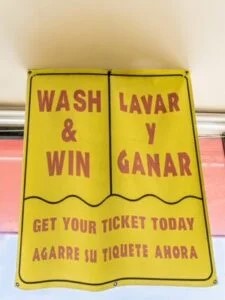 WASH
&
WIN
LAVAR
Y
GANAR
GET YOUR TICKET TODAY
AGARRE SU TIQUETE AHORA